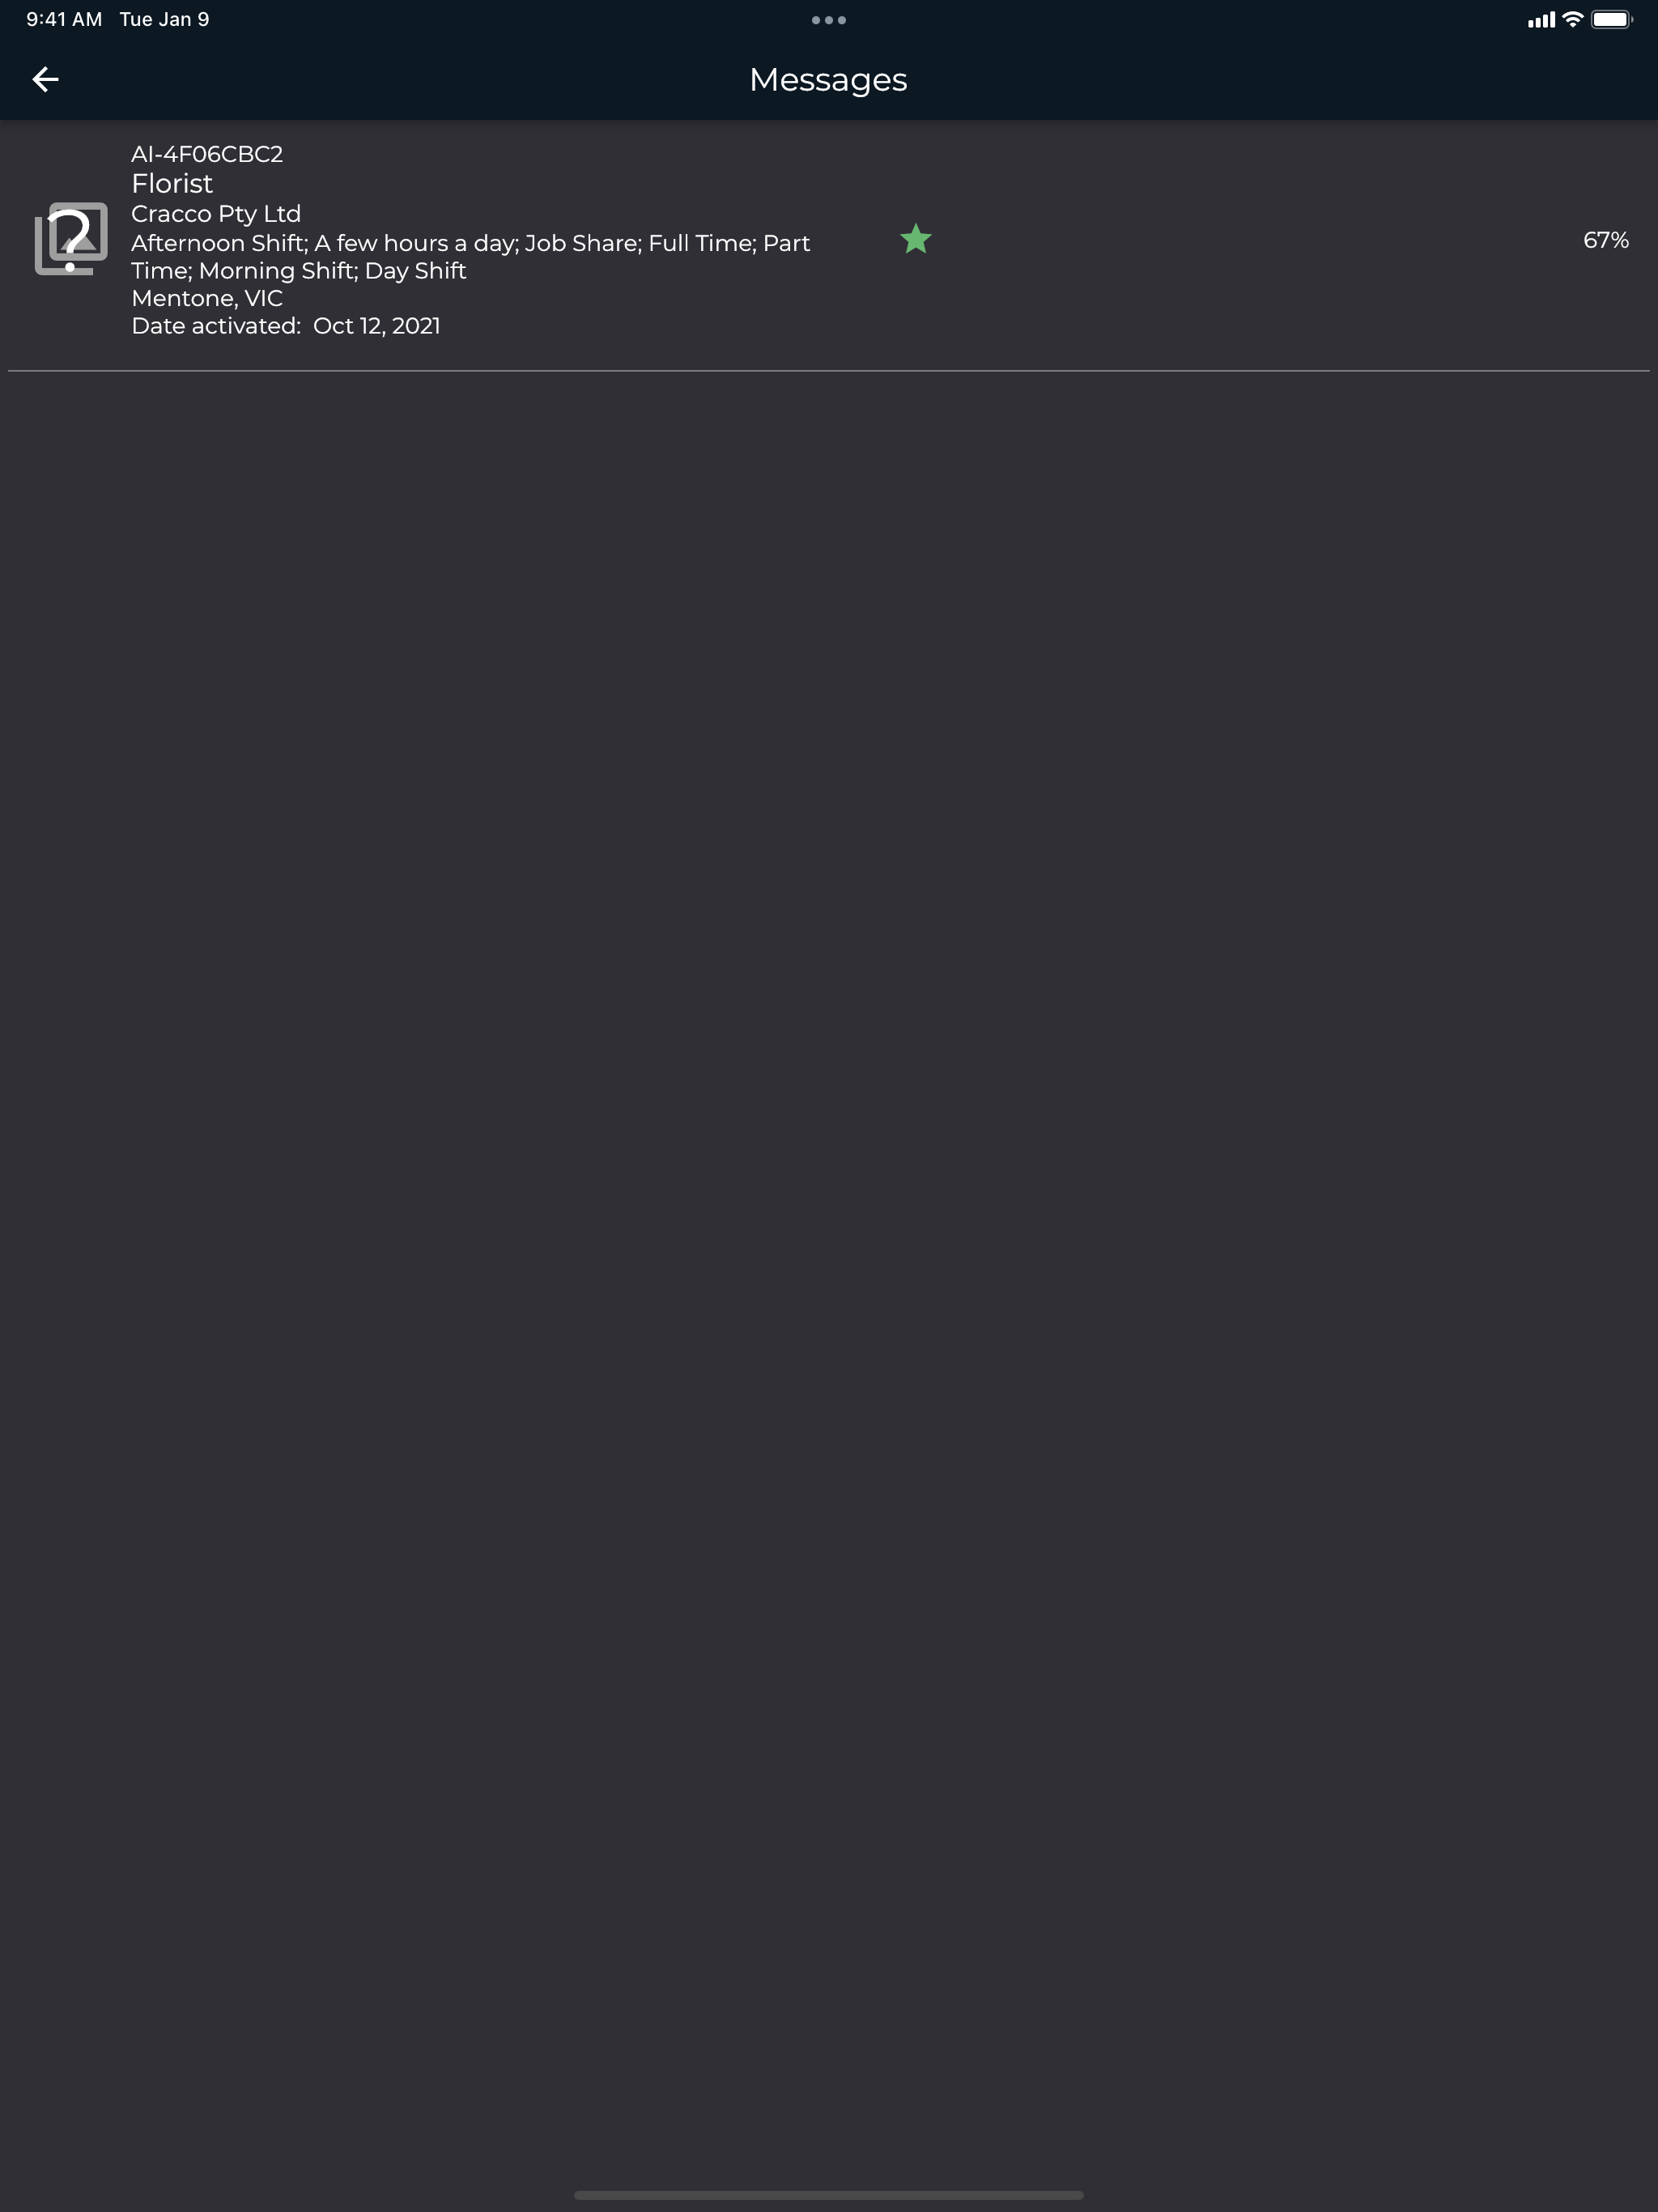 9:41 AM Tue Jan 9
Messages
AI-4F06CBC2
Florist
Cracco Pty Ltd
Afternoon Shift; A few hours a day; Job Share; Full Time; Part
Time; Morning Shift; Day Shift
Mentone, VIC
Date activated: Oct 12, 2021
67%